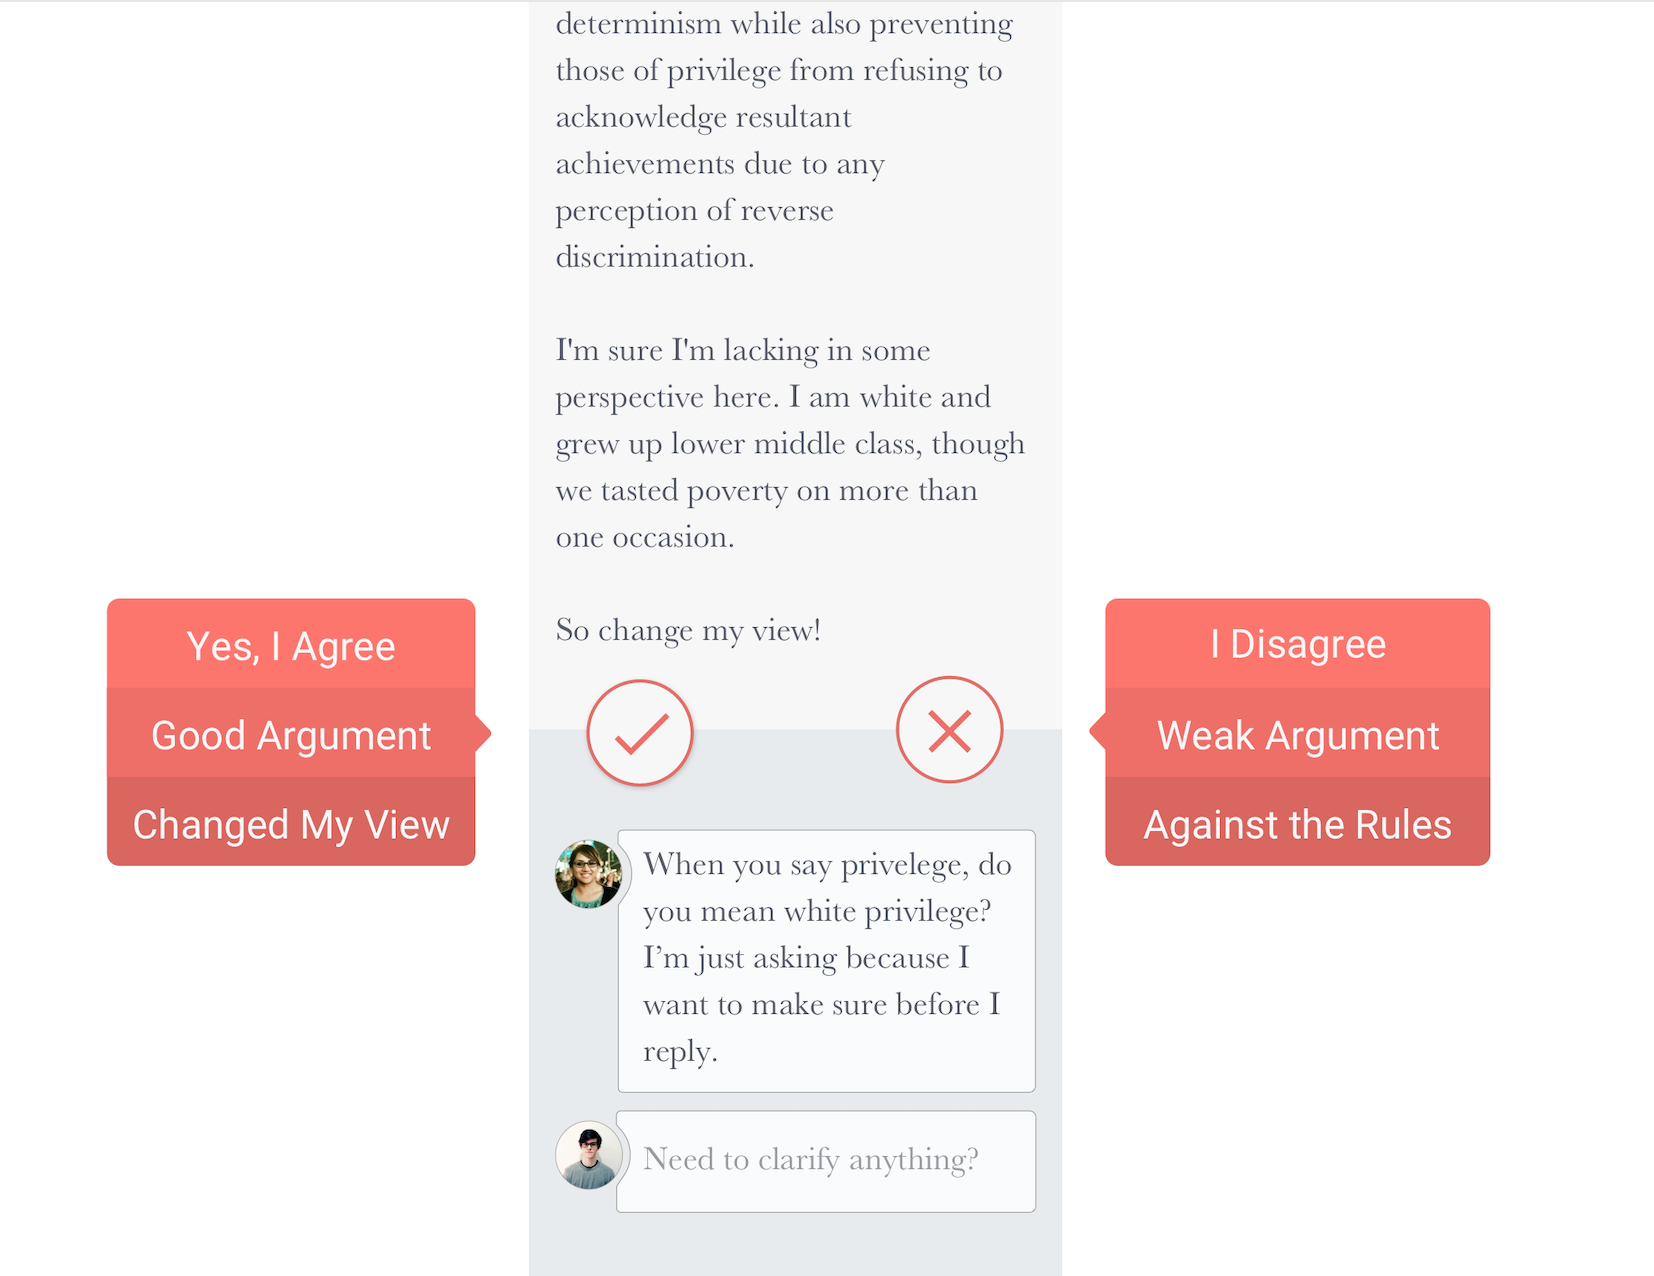 determinism while also preventing
those of privilege from refusing to
acknowledge resultant
achievements due to any
perception of reverse
discrimination.
I'm sure I'm lacking in some
perspective here. I am white and
grew up lower middle class, though
we tasted poverty on more than
one occasion.
So change my view!
Yes, I Agree
Good Argument
Changed My View
I Disagree
Weak Argument
Against the Rules
When you say privelege, do
you mean white privilege?
I’m just asking because I
want to make sure before I
reply.
Need to clarify anything?